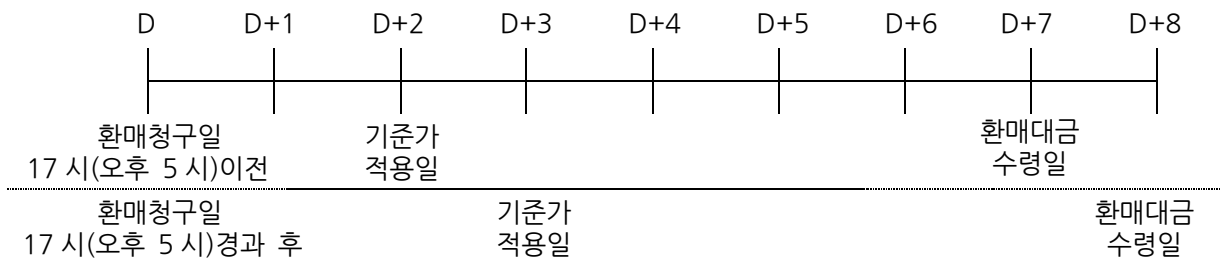 D D+1 D+2 D+3 D+4 D+5 D+6 D+7 D+8
환매청구일 기준가 환매대금
17 시(오후 5 시)이전 적용일 수령일
환매청구일 기준가 환매대금
17 시(오후 5 시)경과 후 적용일 수령일